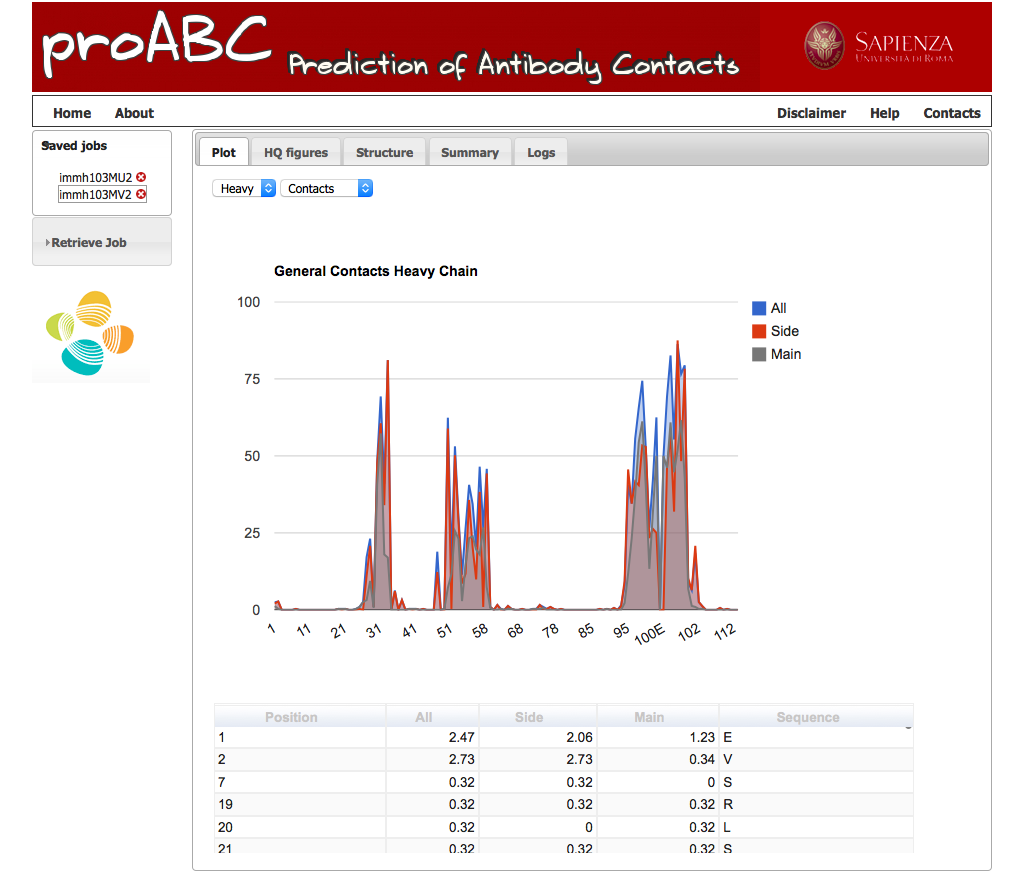 proABC Prediction of Antibody Contacts
SAPIENZA
UNIVERSITÀ DI ROMA
Home About Disclaimer Help Contacts
Saved jobs
immh103MU2
immh103MV2
Retrieve Job
Plot HQ figures Structure Summary Logs
Heavy Contacts
General Contacts Heavy Chain
100
75
50
25
0
1 11 21 31 41 51 58 68 78 85 95 100E 102 112
All
Side
Main
Position All Side Main Sequence
1 2.47 2.06 1.23 E
2 2.73 2.73 0.34 V
7 0.32 0.32 0 S
19 0.32 0.32 0.32 R
20 0.32 0 0.32 L
21 0.32 0.32 0.32 S